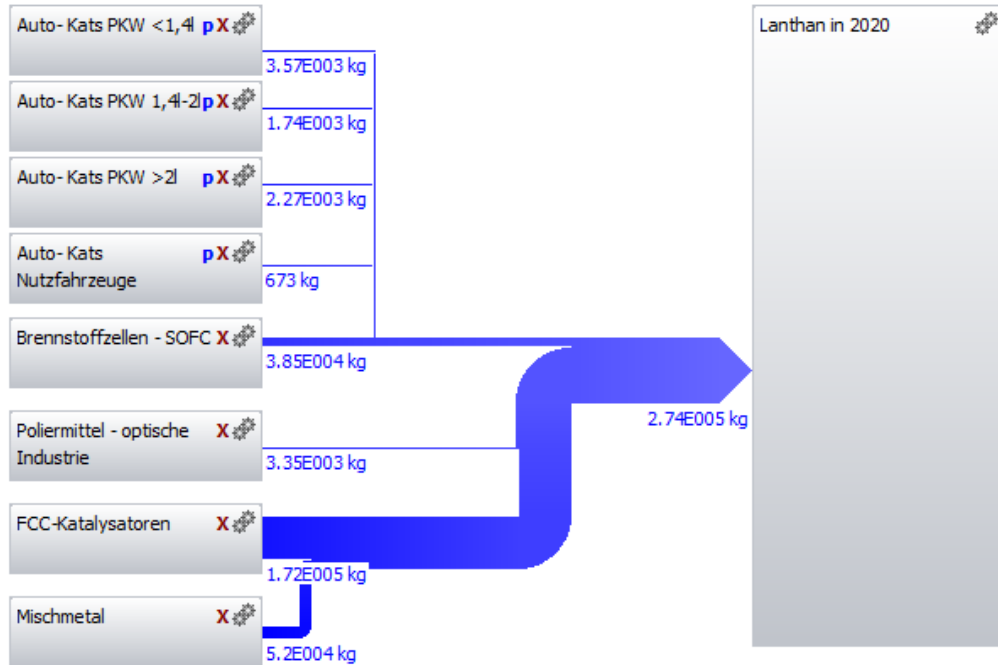 Auto-Kats PKW <1,4l p X
3.57E003 kg
Auto-Kats PKW 1,4l-2l p X
1.74E003 kg
Auto-Kats PKW >2l p X
2.27E003 kg
Auto-Kats p X
Nutzfahrzeuge
673 kg
Brennstoffzellen - SOFC X
3.85E004 kg
Poliermittel - optische X
Industrie
3.35E003 kg
FCC-Katalysatoren X
1.72E005 kg
Mischmetal X
5.2E004 kg
2.74E005 kg
Lanthan in 2020